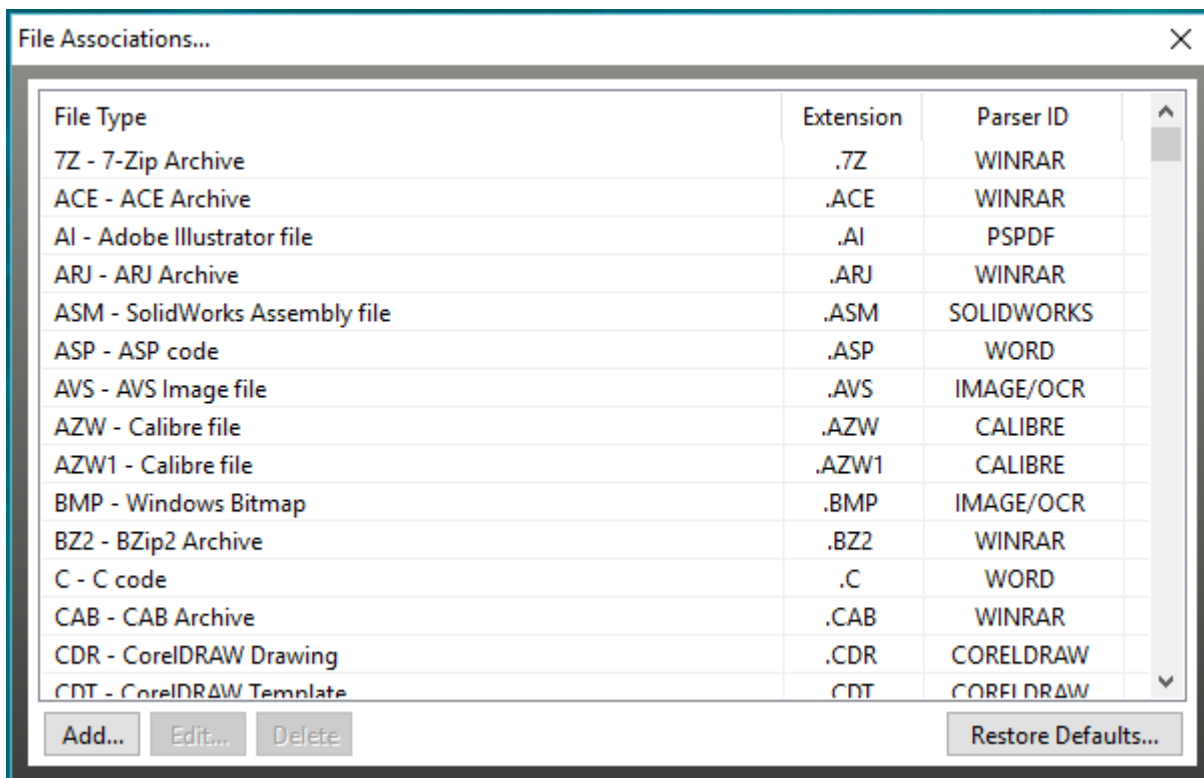 File Associations...
File Type Extension Parser ID
7Z - 7-Zip Archive .7Z WINRAR
ACE - ACE Archive .ACE WINRAR
AI - Adobe Illustrator file .AI PSPDF
ARJ - ARJ Archive .ARJ WINRAR
ASM - SolidWorks Assembly file .ASM SOLIDWORKS
ASP - ASP code .ASP WORD
AVS - AVS Image file .AVS IMAGE/OCR
AZW - Calibre file .AZW CALIBRE
AZW1 - Calibre file .AZW1 CALIBRE
BMP - Windows Bitmap .BMP IMAGE/OCR
BZ2 - BZip2 Archive .BZ2 WINRAR
C - C code .C WORD
CAB - CAB Archive .CAB WINRAR
CDR - CorelDRAW Drawing .CDR CORELDRAW
CDT - CorelDRAW Template .CDT CORELDRAW
Add... Edit... Delete Restore Defaults...